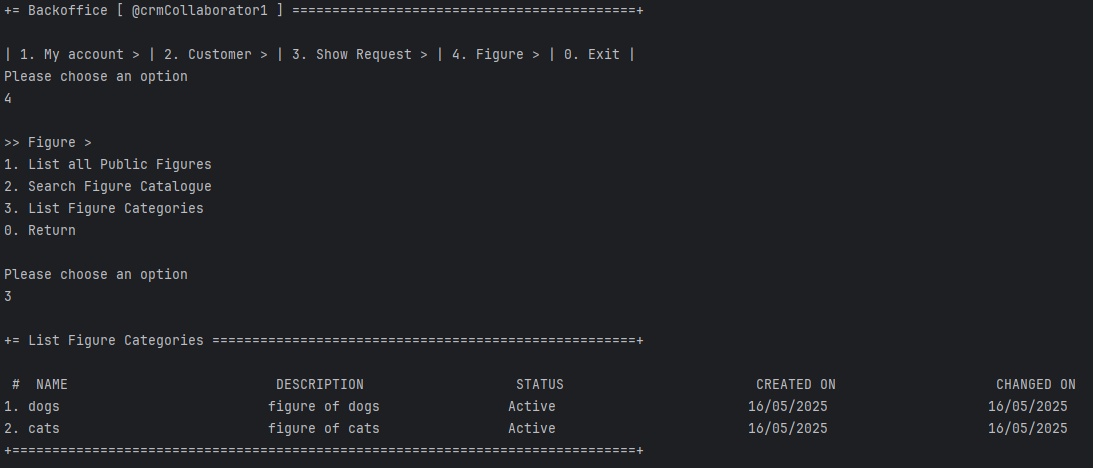 += Backoffice [ @crmCollaborator1 ] ===========================================+
| 1. My account > | 2. Customer > | 3. Show Request > | 4. Figure > | 0. Exit |
Please choose an option
4
>> Figure >
1. List all Public Figures
2. Search Figure Catalogue
3. List Figure Categories
0. Return
Please choose an option
3
+= List Figure Categories =====================================================+
 #  NAME                          DESCRIPTION                   STATUS                        CREATED ON                    CHANGED ON
1. dogs                          figure of dogs                Active                        16/05/2025                    16/05/2025
2. cats                          figure of cats                Active                        16/05/2025                    16/05/2025
+==============================================================================+